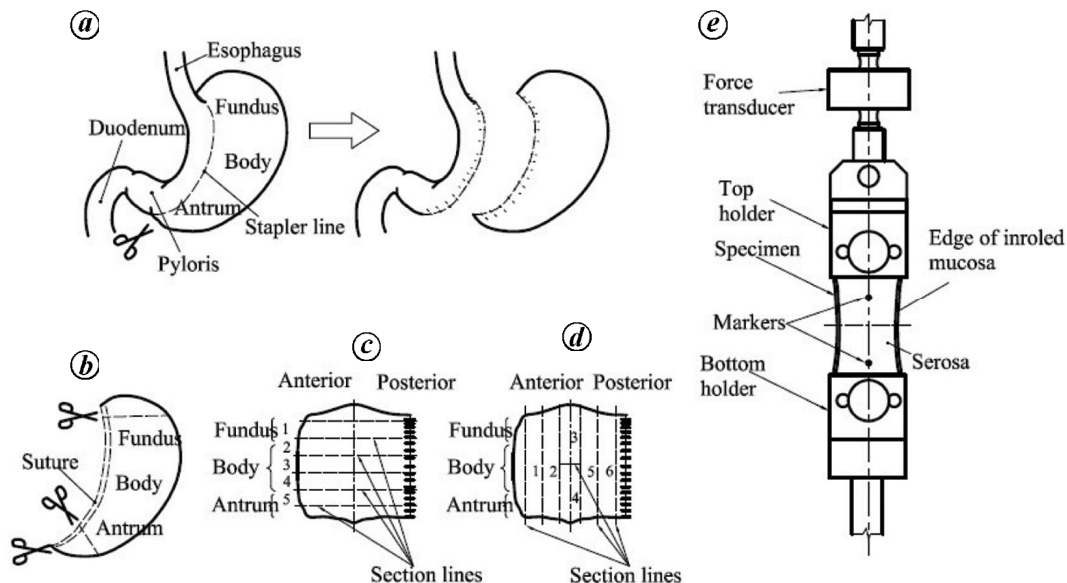 a
Esophagus
Fundus
Duodenum
Body
Antrum
Stapler line
Pyloris
b
Fundus
Suture
Body
Antrum
c
Anterior Posterior
Fundus
1
2
Body
3
4
Antrum
5
Section lines
d
Anterior Posterior
Fundus
3
Body
1 2 5 6
4
Antrum
Section lines
e
Force
transducer
Top
holder
Specimen
Edge of inroled
mucosa
Markers
Serosa
Bottom
holder